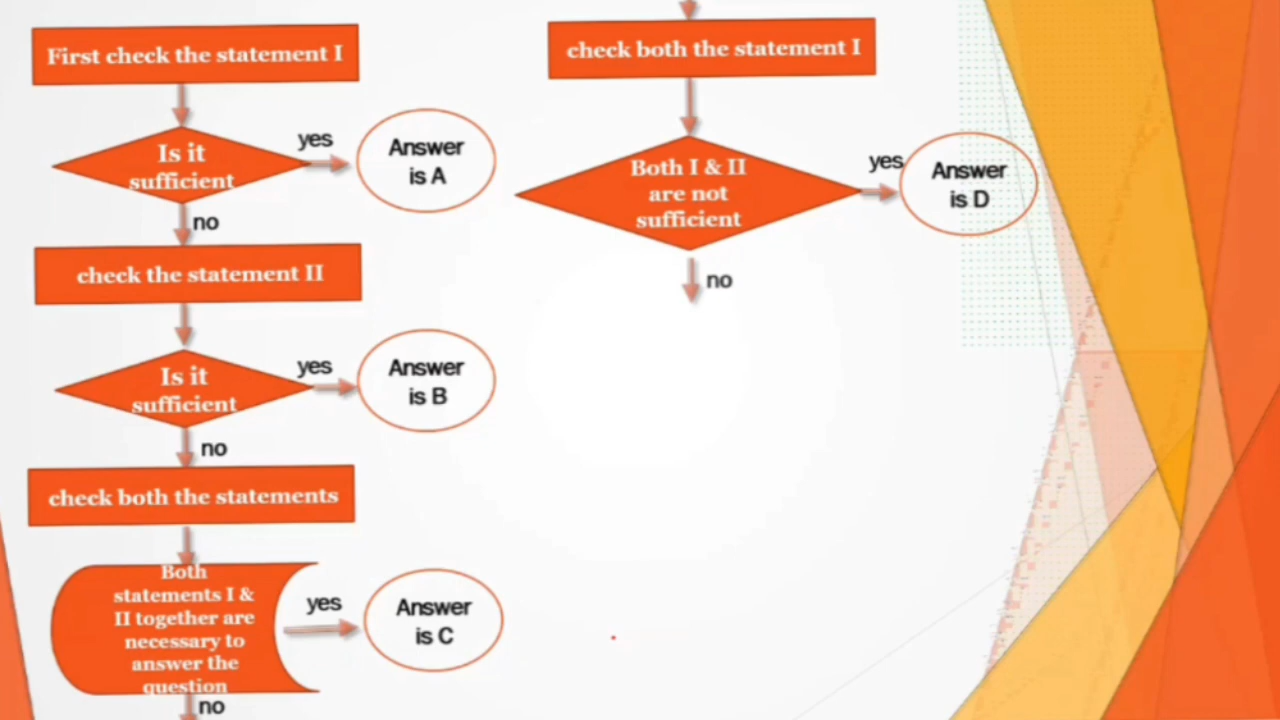 First check the statement I
Is it
sufficient
yes
Answer
is A
no
check the statement II
Is it
sufficient
yes
Answer
is B
no
check both the statements
Both
statements I &
II together are
necessary to
answer the
question
yes
Answer
is C
no
check both the statement I
Both I & II
are not
sufficient
yes
Answer
is D
no